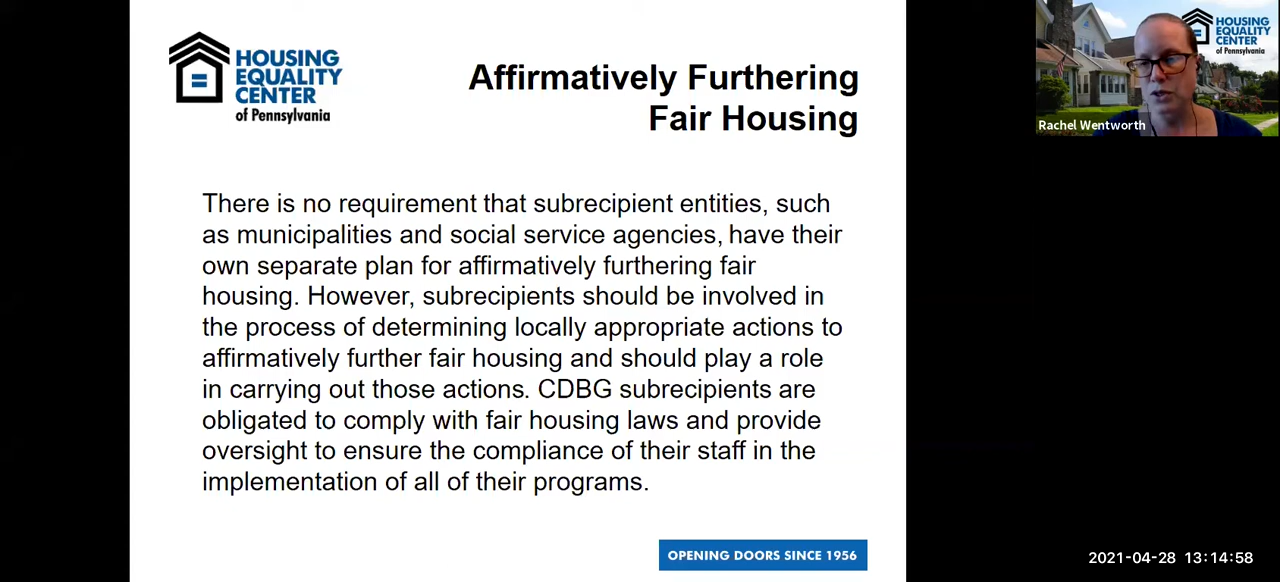 HOUSING
EQUALITY
CENTER
of Pennsylvania
Affirmatively Furthering
Fair Housing
There is no requirement that subrecipient entities, such
as municipalities and social service agencies, have their
own separate plan for affirmatively furthering fair
housing. However, subrecipients should be involved in
the process of determining locally appropriate actions to
affirmatively further fair housing and should play a role
in carrying out those actions. CDBG subrecipients are
obligated to comply with fair housing laws and provide
oversight to ensure the compliance of their staff in the
implementation of all of their programs.
OPENING DOORS SINCE 1956
HOUSING
EQUALITY
CENTER
of Pennsylvania
Rachel Wentworth
2021-04-28 13:14:58